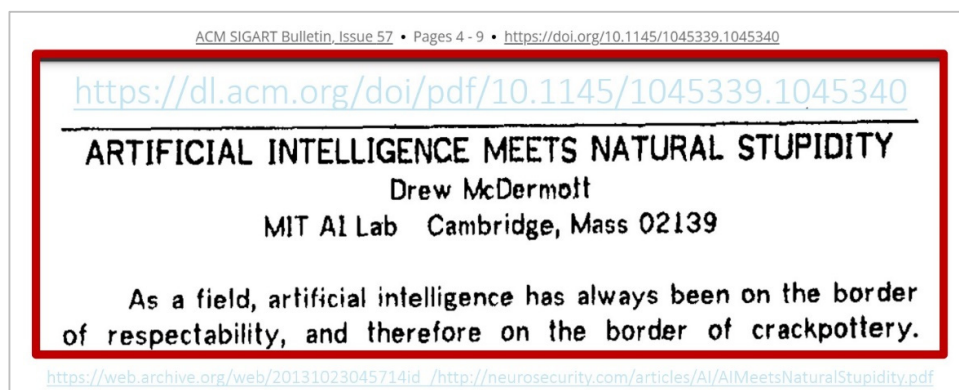 ACM SIGART Bulletin, Issue 57 • Pages 4 - 9 • https://doi.org/10.1145/1045339.1045340
https://dl.acm.org/doi/pdf/10.1145/1045339.1045340
ARTIFICIAL INTELLIGENCE MEETS NATURAL STUPIDITY
Drew McDermott
MIT AI Lab Cambridge, Mass 02139
As a field, artificial intelligence has always been on the border
of respectability, and therefore on the border of crackpottery.
https://web.archive.org/web/20131023045714id_/http://neurosecurity.com/articles/AI/AIMeetsNaturalStupidity.pdf